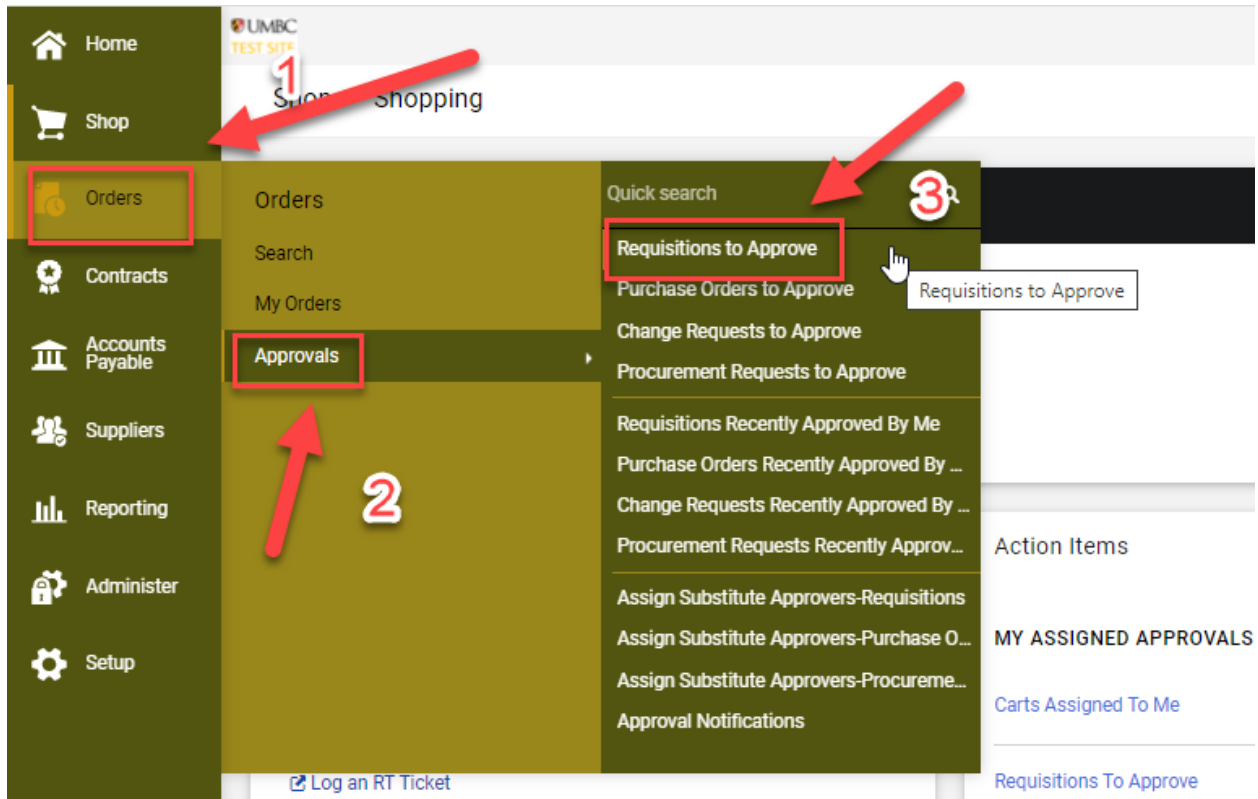 UMBC
TEST SITE
1
Shopping
Home
Shop
Orders
Contracts
Accounts
Payable
Suppliers
Reporting
Administer
Setup
Orders
Search
My Orders
Approvals
2
Quick search
3
Requisitions to Approve
Purchase Orders to Approve
Change Requests to Approve
Procurement Requests to Approve
Requisitions Recently Approved By Me
Purchase Orders Recently Approved By ...
Change Requests Recently Approved By ...
Procurement Requests Recently Approv...
Assign Substitute Approvers-Requisitions
Assign Substitute Approvers-Purchase O...
Assign Substitute Approvers-Procureme...
Approval Notifications
Requisitions to Approve
Action Items
MY ASSIGNED APPROVALS
Carts Assigned To Me
Requisitions To Approve
Log an RT Ticket